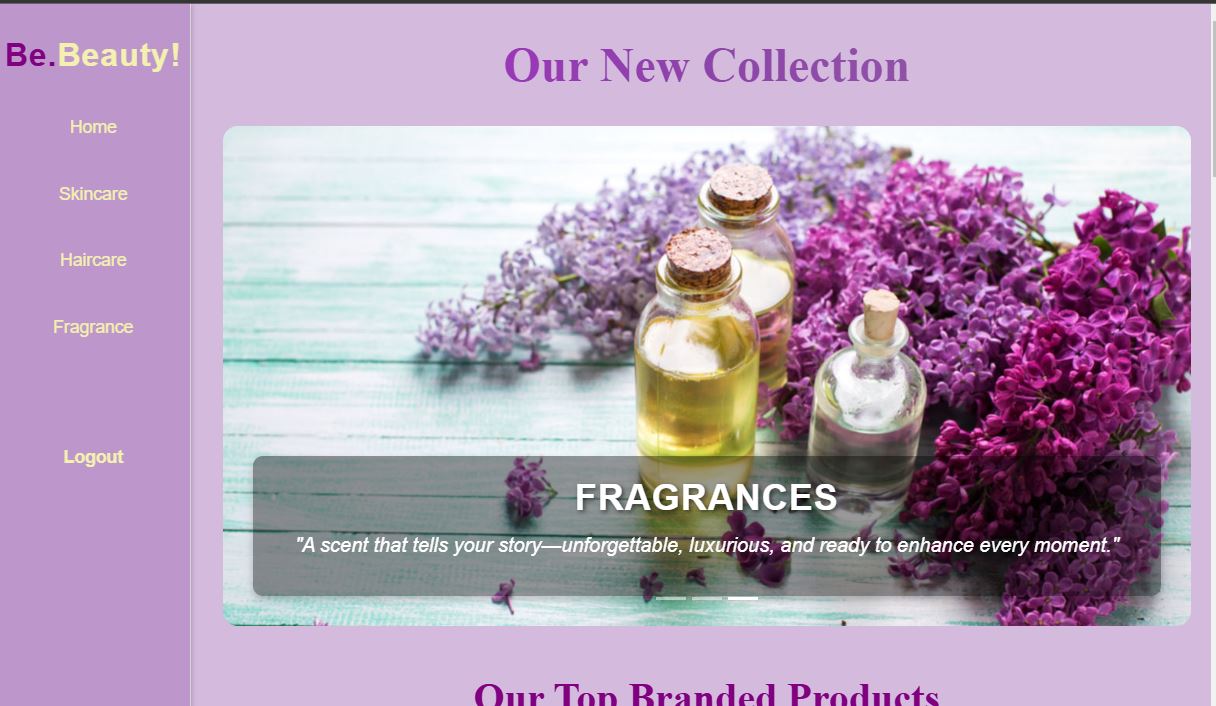 Be.Beauty!
Home
Skincare
Haircare
Fragrance
Logout
Our New Collection
FRAGRANCES
"A scent that tells your story—unforgettable, luxurious, and ready to enhance every moment."
Our Top Branded Products